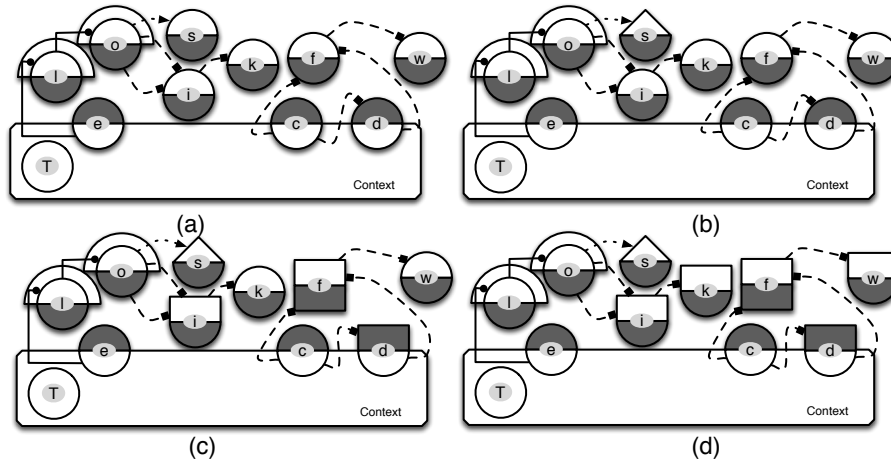 o s k f w
l i
e c d
T
Context
(a)
o s k f w
l i
e c d
T
Context
(b)
o s k f w
l i
e c d
T
Context
(c)
o s k f w
l i
e c d
T
Context
(d)